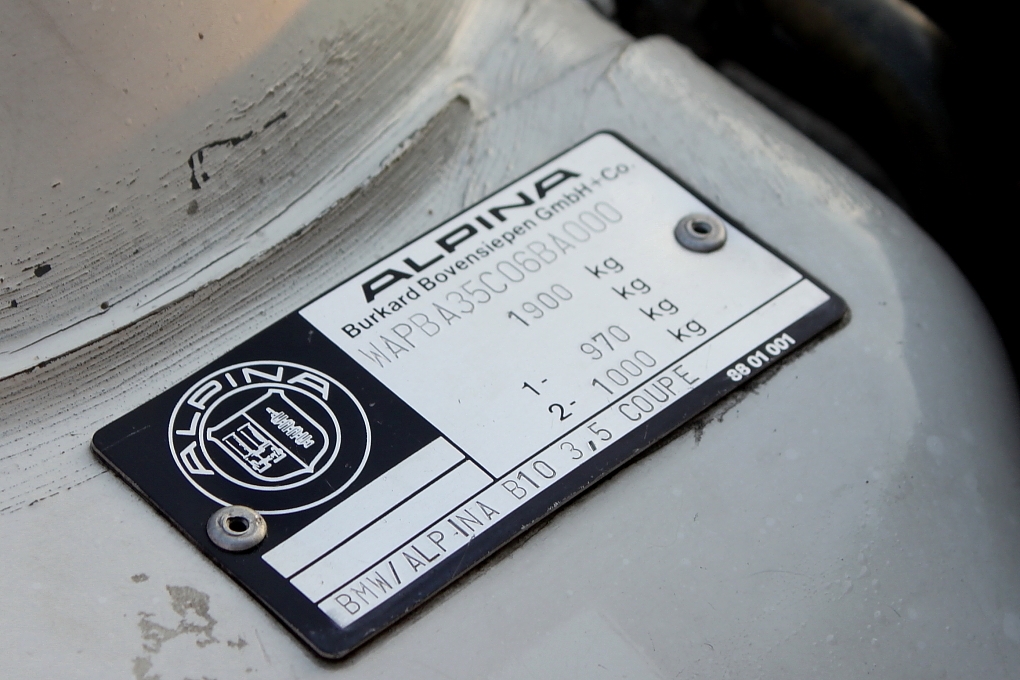 ALPINA
Burkard Bovensiepen GmbH+Co.
WAPBA35C06BA000
1900 kg
kg
1- 970 kg
2- 1000 kg
ALPINA
BMW/ALPINA B10 3,5 COUPE
88 01 001